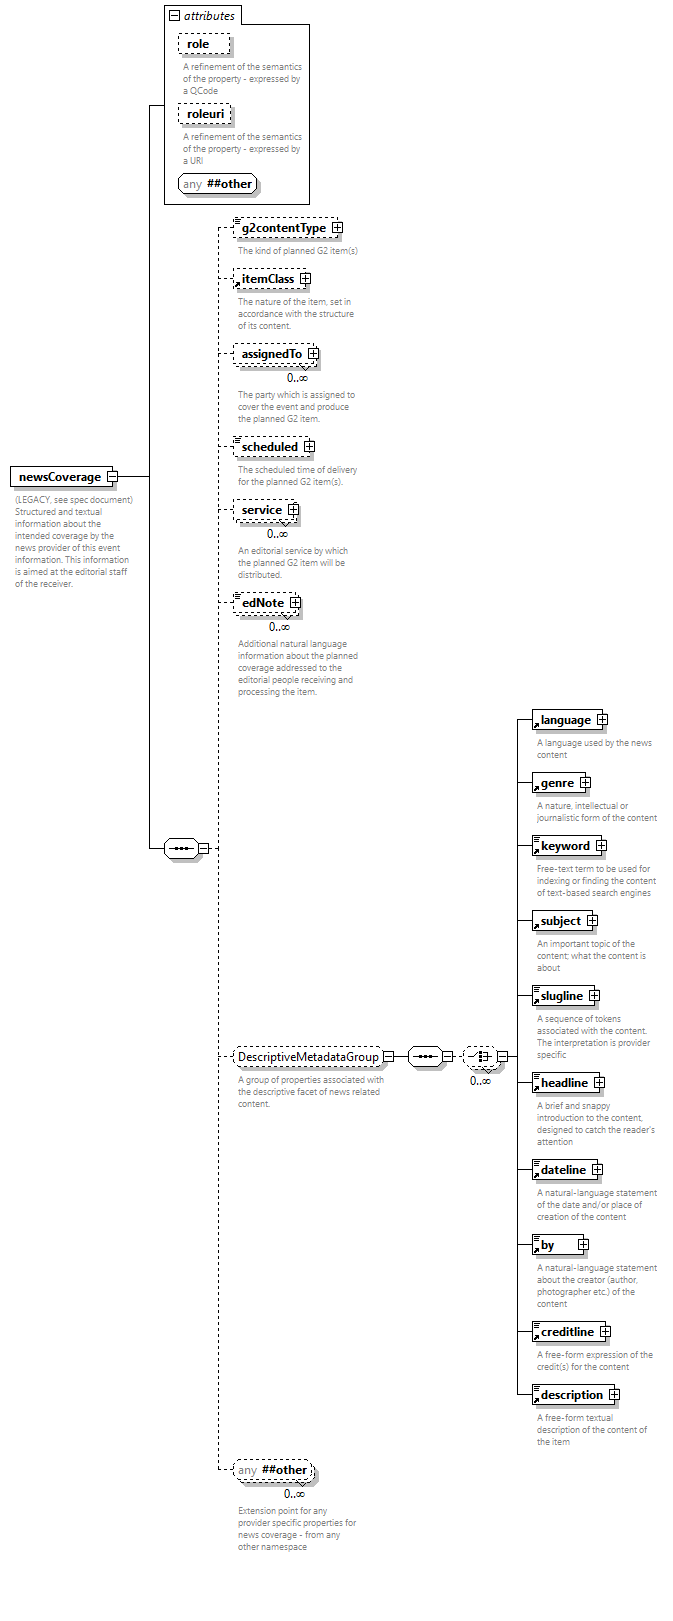 attributes
role
A refinement of the semantics
of the property - expressed by
a QCode
roleuri
A refinement of the semantics
of the property - expressed by
a URI
any ##other
g2contentType
The kind of planned G2 item(s)
itemClass
The nature of the item, set in
accordance with the structure
of its content.
assignedTo
0..∞
The party which is assigned to
cover the event and produce
the planned G2 item.
scheduled
The scheduled time of delivery
for the planned G2 item(s).
newsCoverage
(LEGACY, see spec document)
Structured and textual
information about the
intended coverage by the
news provider of this event
information. This information
is aimed at the editorial staff
of the receiver.
service
0..∞
An editorial service by which
the planned G2 item will be
distributed.
edNote
0..∞
Additional natural language
information about the planned
coverage addressed to the
editorial people receiving and
processing the item.
language
A language used by the news
content
genre
A nature, intellectual or
journalistic form of the content
keyword
Free-text term to be used for
indexing or finding the content
of text-based search engines
subject
An important topic of the
content; what the content is
about
slugline
A sequence of tokens
associated with the content.
The interpretation is provider
specific
DescriptiveMetadataGroup
0..∞
A group of properties associated with
the descriptive facet of news related
content.
headline
A brief and snappy
introduction to the content,
designed to catch the reader's
attention
dateline
A natural-language statement
of the date and/or place of
creation of the content
by
A natural-language statement
about the creator (author,
photographer etc.) of the
content
creditline
A free-form expression of the
credit(s) for the content
description
A free-form textual
description of the content of
the item
any ##other
0..∞
Extension point for any
provider specific properties for
news coverage - from any
other namespace